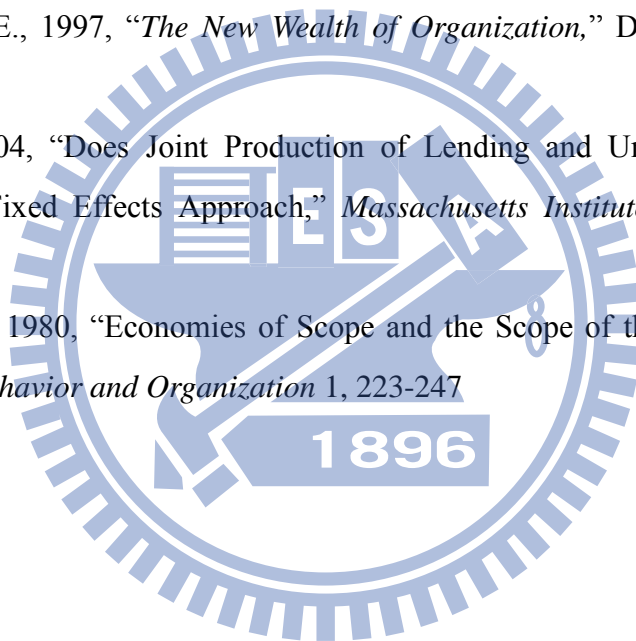 E., 1997, “The New Wealth of Organization,” D
04, “Does Joint Production of Lending and Un
Fixed Effects Approach,” Massachusetts Institut
1980, “Economies of Scope and the Scope of th
havior and Organization 1, 223-247
E S A
1896